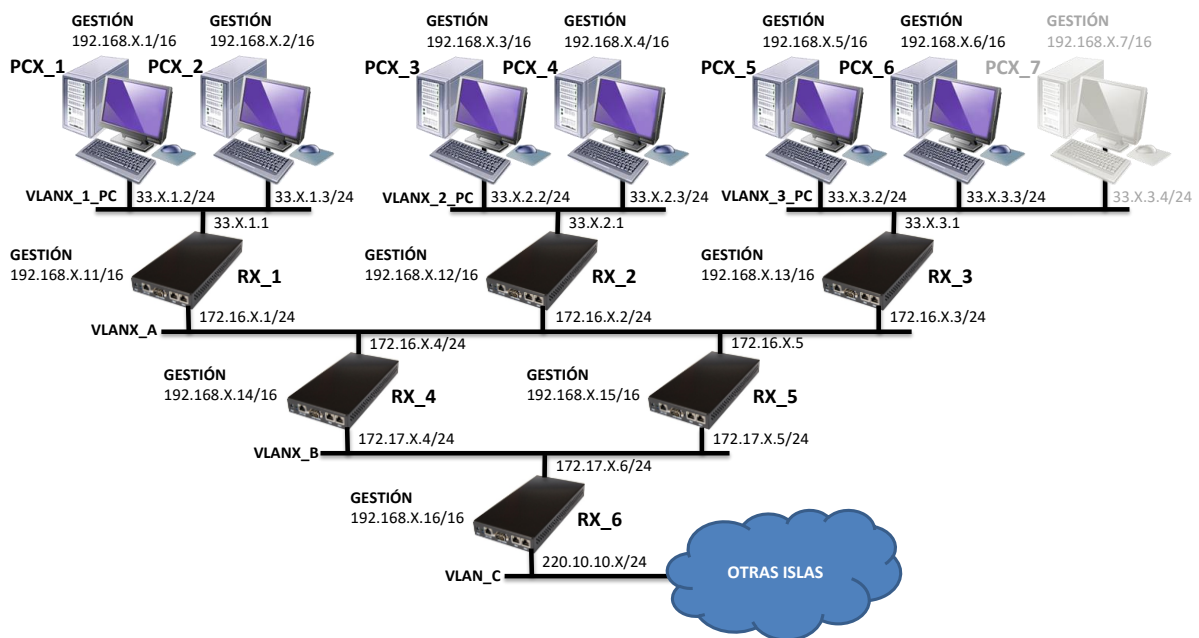 GESTIÓN
192.168.X.1/16
GESTIÓN
192.168.X.2/16
GESTIÓN
192.168.X.3/16
GESTIÓN
192.168.X.4/16
GESTIÓN
192.168.X.5/16
GESTIÓN
192.168.X.6/16
GESTIÓN
192.168.X.7/16
PCX_1
PCX_2
PCX_3
PCX_4
PCX_5
PCX_6
PCX_7
VLANX_1_PC
33.X.1.2/24
33.X.1.3/24
VLANX_2_PC
33.X.2.2/24
33.X.2.3/24
VLANX_3_PC
33.X.3.2/24
33.X.3.3/24
33.X.3.4/24
33.X.1.1
33.X.2.1
33.X.3.1
GESTIÓN
192.168.X.11/16
RX_1
GESTIÓN
192.168.X.12/16
RX_2
GESTIÓN
192.168.X.13/16
RX_3
172.16.X.1/24
172.16.X.2/24
172.16.X.3/24
VLANX_A
172.16.X.4/24
172.16.X.5
GESTIÓN
192.168.X.14/16
RX_4
GESTIÓN
192.168.X.15/16
RX_5
172.17.X.4/24
172.17.X.5/24
VLANX_B
172.17.X.6/24
GESTIÓN
192.168.X.16/16
RX_6
220.10.10.X/24
VLAN_C
OTRAS ISLAS